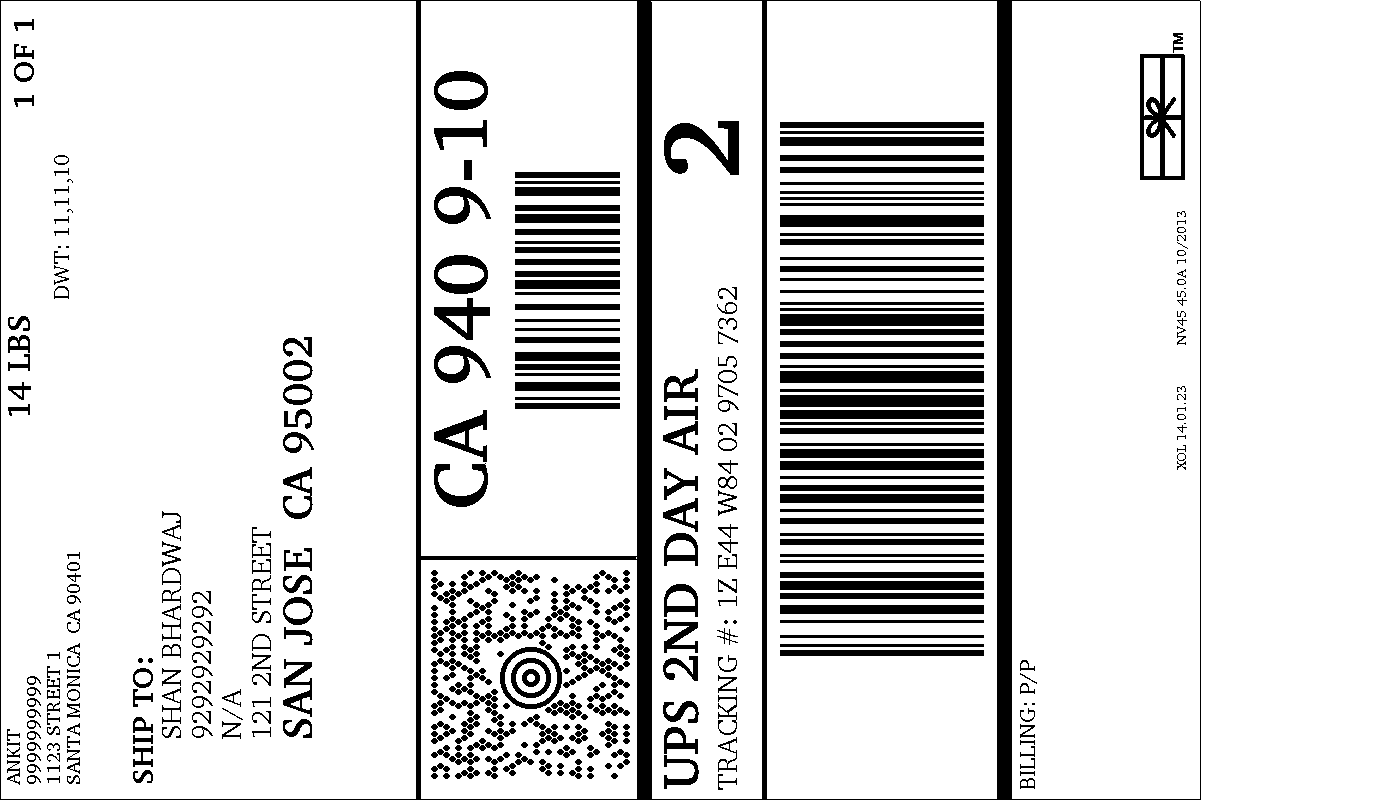 ANKIT
9999999999
1123 STREET 1
SANTA MONICA CA 90401
14 LBS
1 OF 1
DWT: 11,11,10
SHIP TO:
SHAN BHARDWAJ
9292929292
N/A
121 2ND STREET
SAN JOSE CA 95002
CA 940 9-10
UPS 2ND DAY AIR
2
TRACKING #: 1Z E44 W84 02 9705 7362
BILLING: P/P
XOL 14.01.23 NV45 45.0A 10/2013
TM